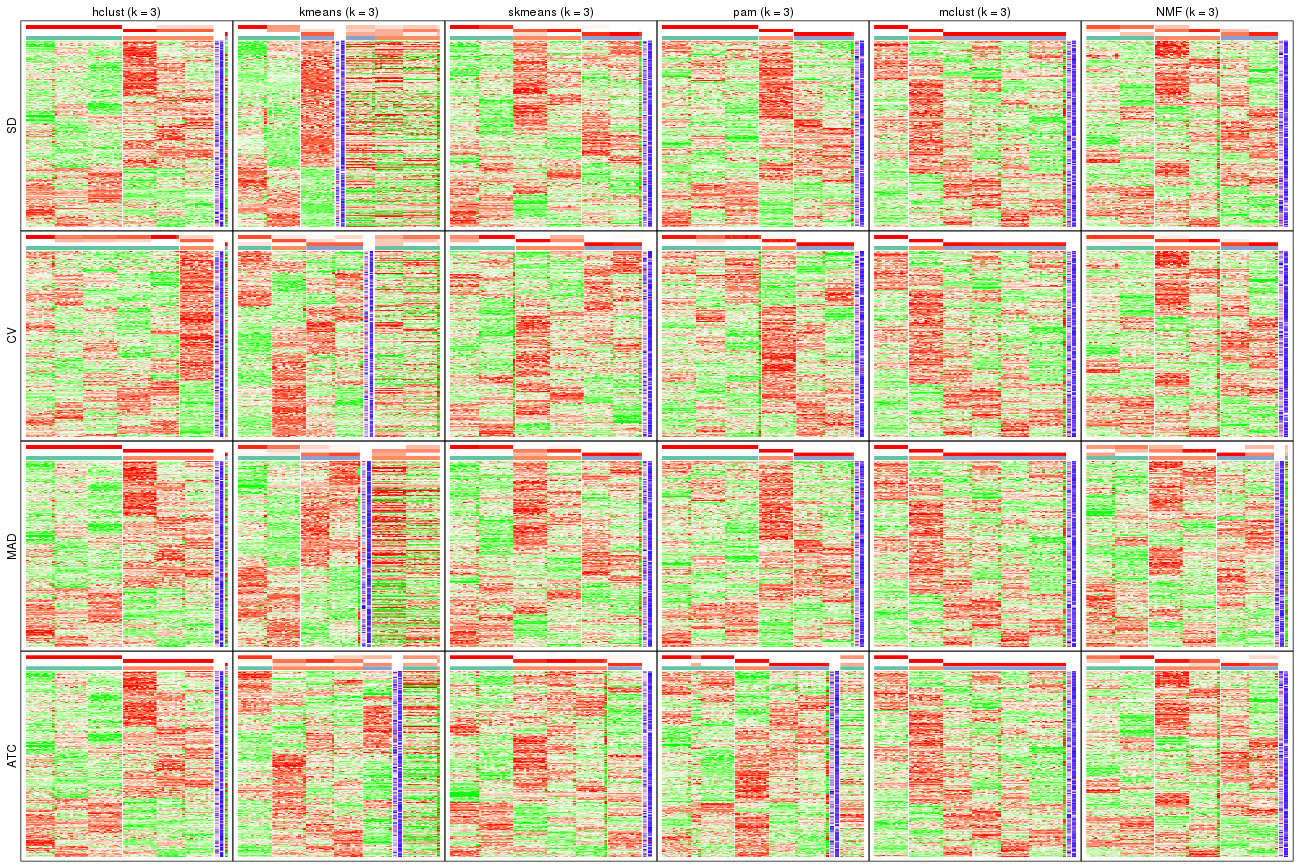 hclust (k = 3) kmeans (k = 3) skmeans (k = 3) pam (k = 3) mclust (k = 3) NMF (k = 3)
SD
CV
MAD
ATC